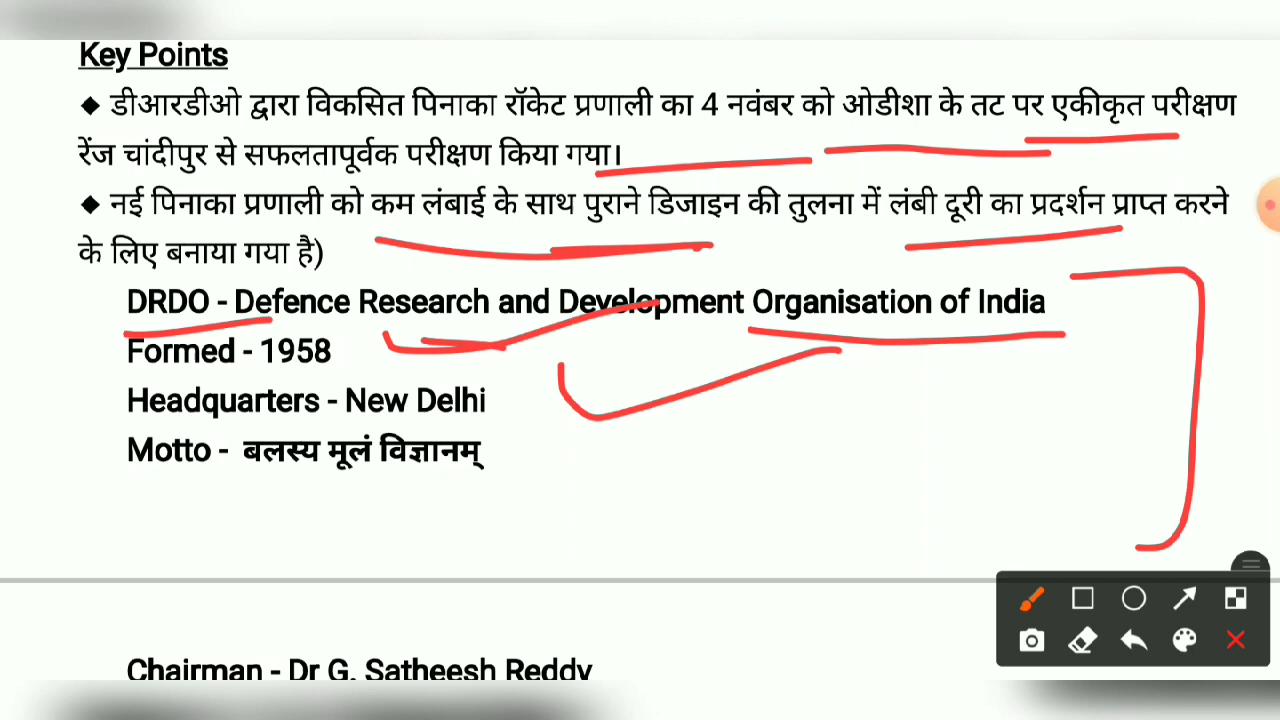 Key Points
◆ डीआरडीओ द्वारा विकसित पिनाका रॉकेट प्रणाली का 4 नवंबर को ओडीशा के तट पर एकीकृत परीक्षण
रेंज चांदीपुर से सफलतापूर्वक परीक्षण किया गया।
◆ नई पिनाका प्रणाली को कम लंबाई के साथ पुराने डिजाइन की तुलना में लंबी दूरी का प्रदर्शन प्राप्त करने
के लिए बनाया गया है)
DRDO - Defence Research and Development Organisation of India
Formed - 1958
Headquarters - New Delhi
Motto - बलस्य मूलं विज्ञानम्
Chairman - Dr G. Satheesh Reddy